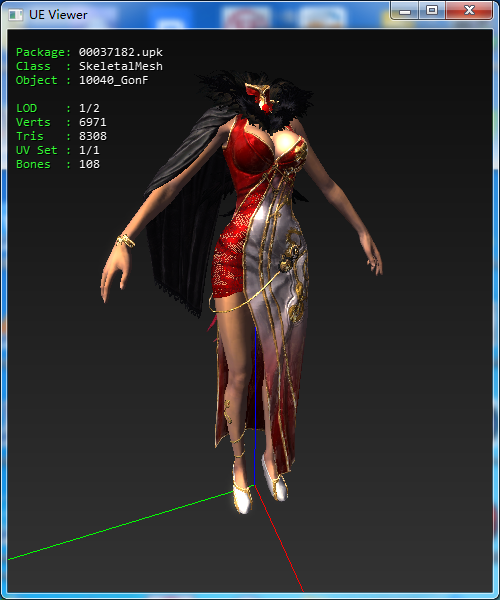 UE Viewer
Package: 00037182.upk
Class : SkeletalMesh
Object : 10040_GonF
LOD : 1/2
Verts : 6971
Tris : 8308
UV Set : 1/1
Bones : 108